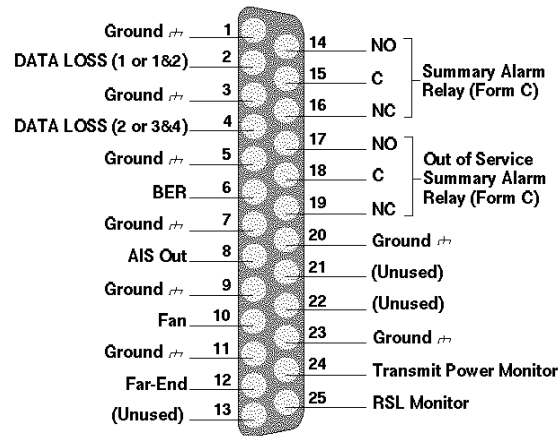 Ground 1
DATA LOSS (1 or 1&2) 2
Ground 3
DATA LOSS (2 or 3&4) 4
Ground 5
BER 6
Ground 7
AIS Out 8
Ground 9
Fan 10
Ground 11
Far-End 12
(Unused) 13
14 NO
15 C
16 NC
Summary Alarm
Relay (Form C)
17 NO
18 C
19 NC
Out of Service
Summary Alarm
Relay (Form C)
20 Ground
21 (Unused)
22 (Unused)
23 Ground
24 Transmit Power Monitor
25 RSL Monitor